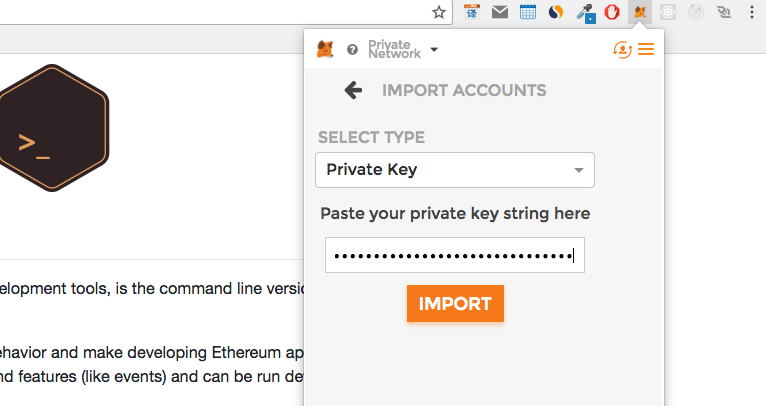 译
?
Private
Network
IMPORT ACCOUNTS
SELECT TYPE
Private Key
Paste your private key string here
••••••••••••••••••••••••••••••
IMPORT
>_
elopment tools, is the command line versi
ehavior and make developing Ethereum ap
nd features (like events) and can be run de